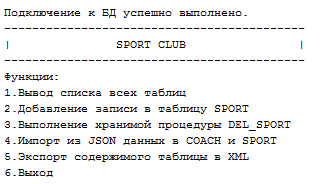 Подключение к БД успешно выполнено.
------------------------------------------
|              SPORT CLUB                |
------------------------------------------
Функции:
1.Вывод списка всех таблиц
2.Добавление записи в таблицу SPORT
3.Выполнение хранимой процедуры DEL_SPORT
4.Импорт из JSON данных в COACH и SPORT
5.Экспорт содержимого таблицы в XML
6.Выход